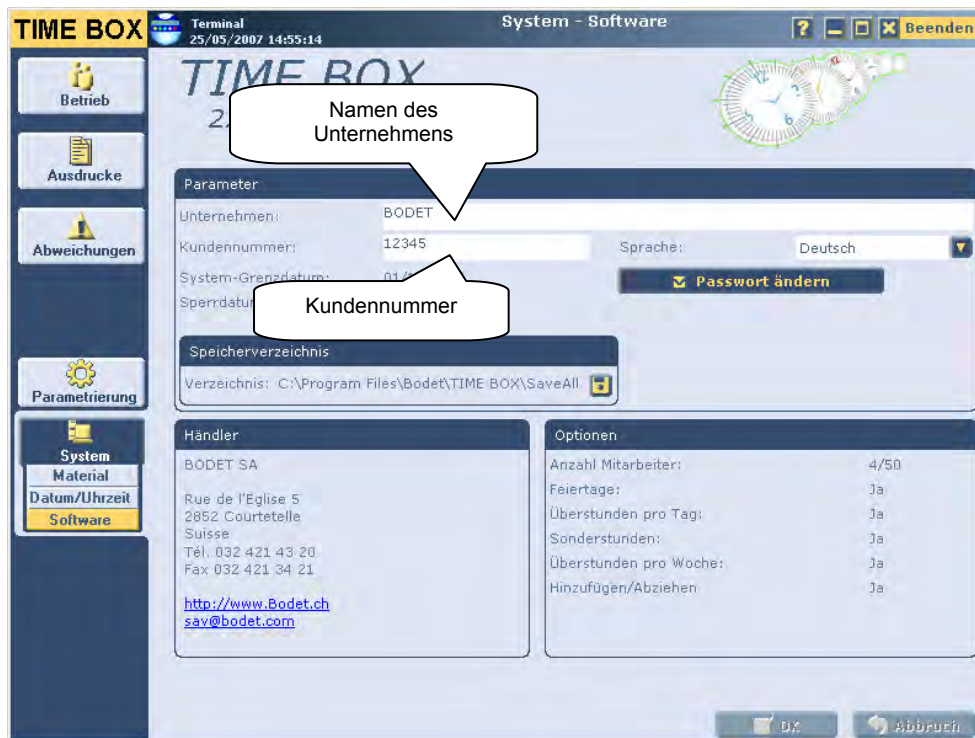 TIME BOX
Terminal
25/05/2007 14:55:14
System - Software
?
Beenden
Betrieb
Ausdrucke
Abweichungen
Parametrierung
System
Material
Datum/Uhrzeit
Software
TIME BOX
Namen des
Unternehmens
Parameter
Unternehmen: BODET
Kundennummer: 12345 Sprache: Deutsch
System-Grenzdatum: 01/
Passwort ändern
Kundennummer
Speicherverzeichnis
Verzeichnis: C:\Program Files\Bodet\TIME BOX\SaveAll
Händler
BODET SA
Rue de l'Eglise 5
2852 Courtetelle
Suisse
Tél. 032 421 43 20
Fax 032 421 34 21
http://www.Bodet.ch
sav@bodet.com
Optionen
Anzahl Mitarbeiter: 4/50
Feiertage: Ja
Überstunden pro Tag: Ja
Sonderstunden: Ja
Überstunden pro Woche: Ja
Hinzufügen/Abziehen Ja
OK
Abbruch